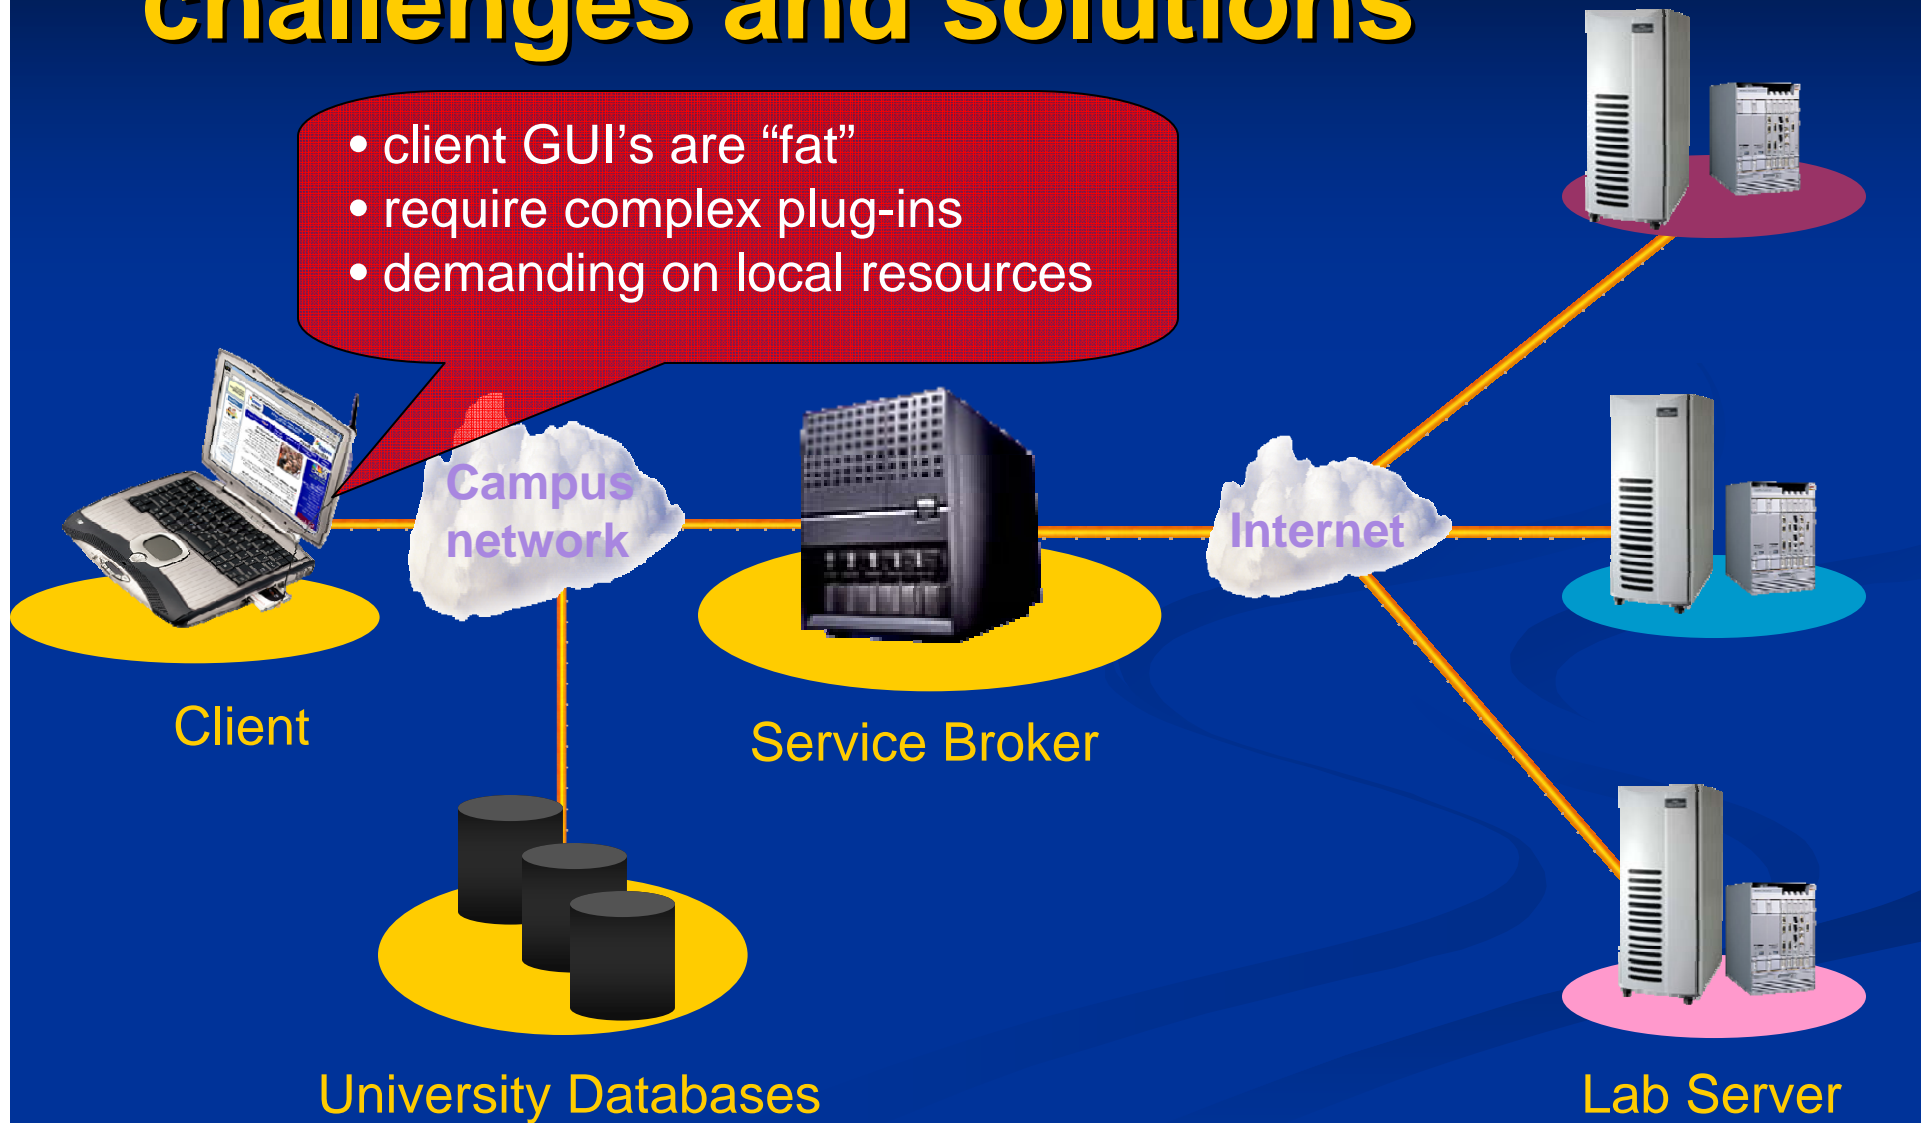 challenges and solutions
• client GUI's are “fat”
• require complex plug-ins
• demanding on local resources
Campus
network
Internet
Client
Service Broker
University Databases
Lab Server